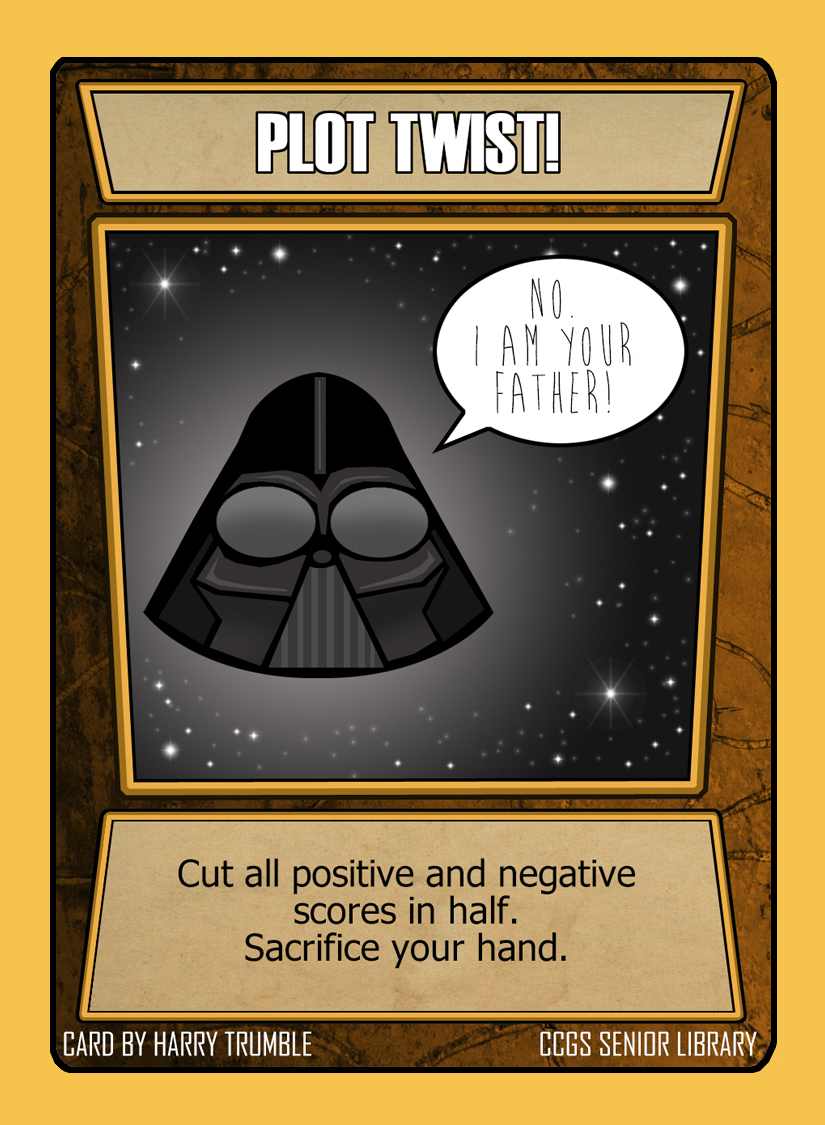 PLOT TWIST!
NO.
I AM YOUR
FATHER!
Cut all positive and negative
scores in half.
Sacrifice your hand.
CARD BY HARRY TRUMBLE
CCGS SENIOR LIBRARY